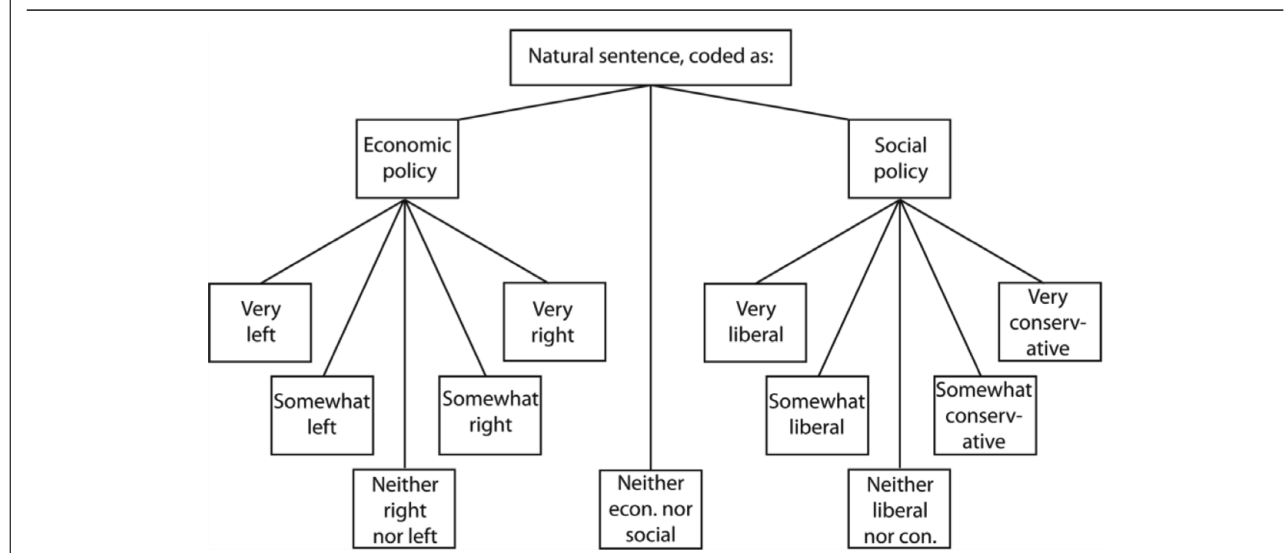 Natural sentence, coded as:
Economic
policy
Social
policy
Very
left
Somewhat
left
Neither
right
nor left
Somewhat
right
Very
right
Neither
econ. nor
social
Very
liberal
Somewhat
liberal
Neither
liberal
nor con.
Somewhat
conserv-
ative
Very
conserv-
ative